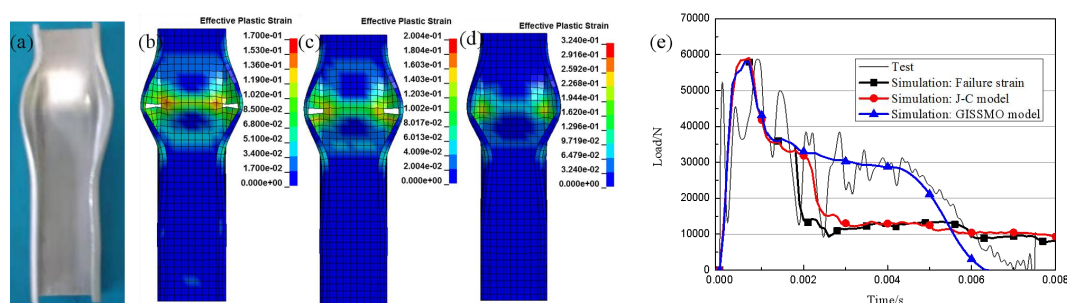 (a)
(b)
Effective Plastic Strain
1.700e-01
1.530e-01
1.360e-01
1.190e-01
1.020e-01
8.500e-02
6.800e-02
5.100e-02
3.400e-02
1.700e-02
0.000e+00
(c)
Effective Plastic Strain
2.004e-01
1.804e-01
1.603e-01
1.403e-01
1.202e-01
1.002e-01
8.017e-02
6.013e-02
4.009e-02
2.004e-02
0.000e+00
(d)
Effective Plastic Strain
3.240e-01
2.916e-01
2.592e-01
2.268e-01
1.944e-01
1.620e-01
1.296e-01
9.719e-02
6.479e-02
3.240e-02
0.000e+00
(e)
Test
Simulation: Failure strain
Simulation: J-C model
Simulation: GISSMO model
Load/N
70000
60000
50000
40000
30000
20000
10000
0
0.000
0.002
0.004
0.006
0.008
Time/s